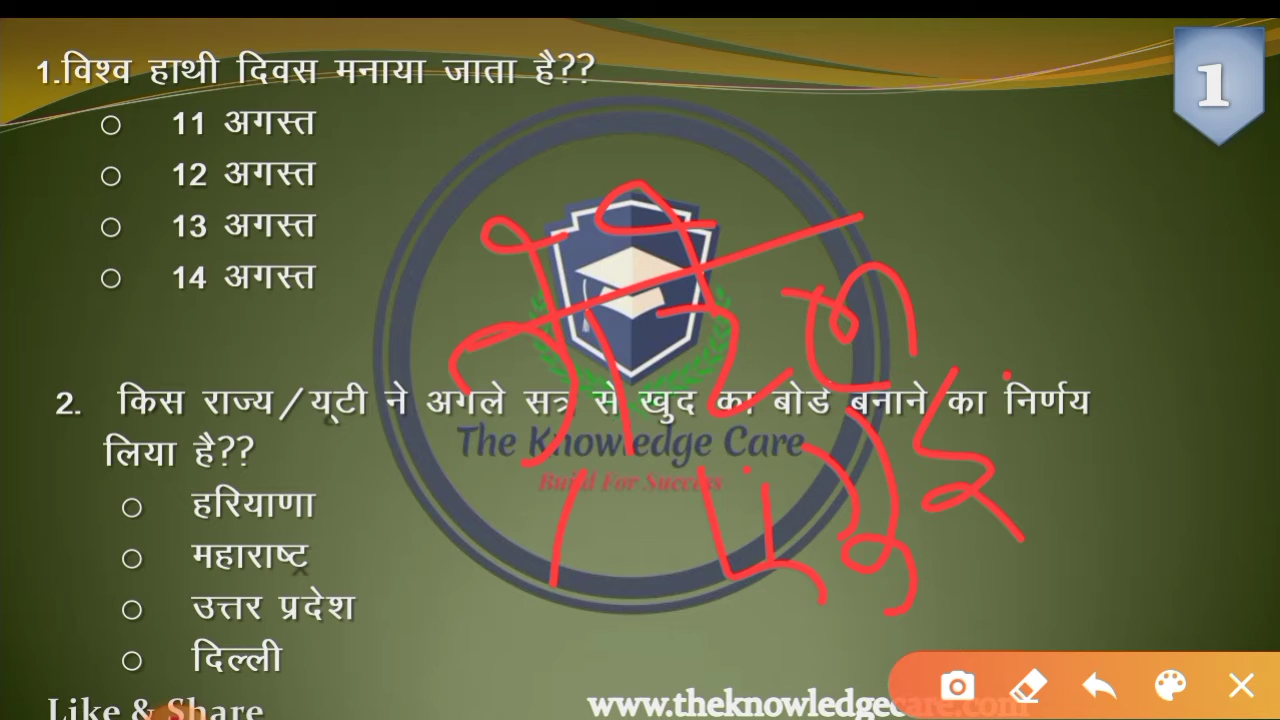 1.विश्व हाथी दिवस मनाया जाता है??
1
○ 11 अगस्त
○ 12 अगस्त
○ 13 अगस्त
○ 14 अगस्त
2. किस राज्य/यूटी ने अगले सत्र से खुद का बोर्ड बनाने का निर्णय
लिया है??
The Knowledge Care
Build For Success
○ हरियाणा
○ महाराष्ट
○ उत्तर प्रदेश
○ दिल्ली
Like & Share
www.theknowledgecare.com